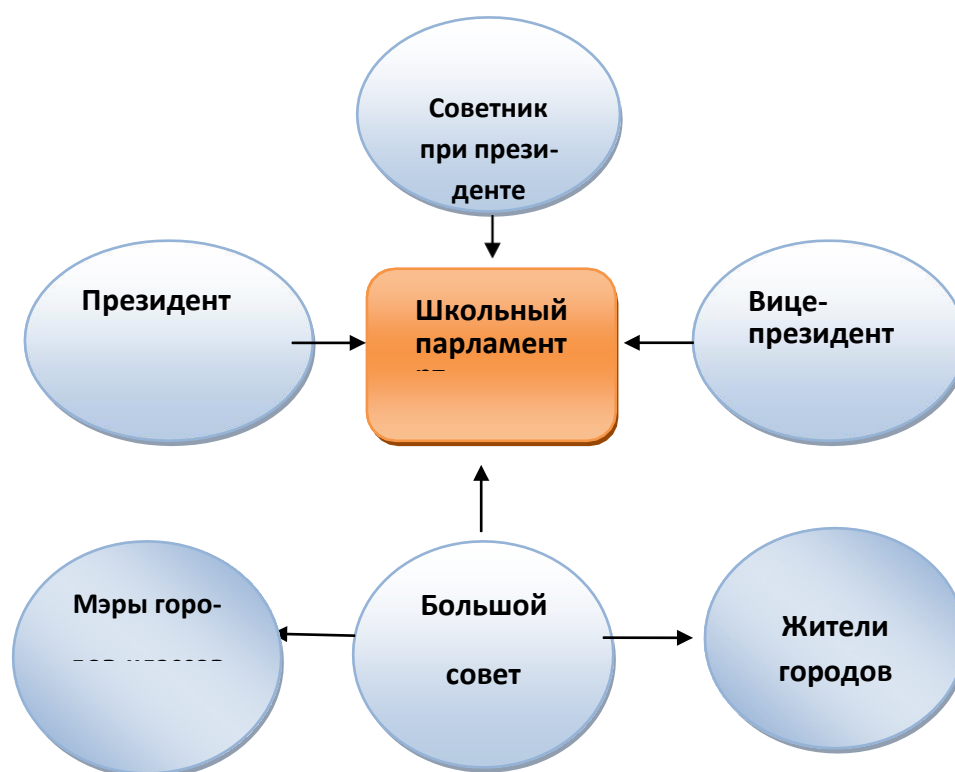 Советник
при прези-
денте
Президент
Школьный
парламент
Вице-
президент
Мэры горо-
Большой
совет
Жители
городов